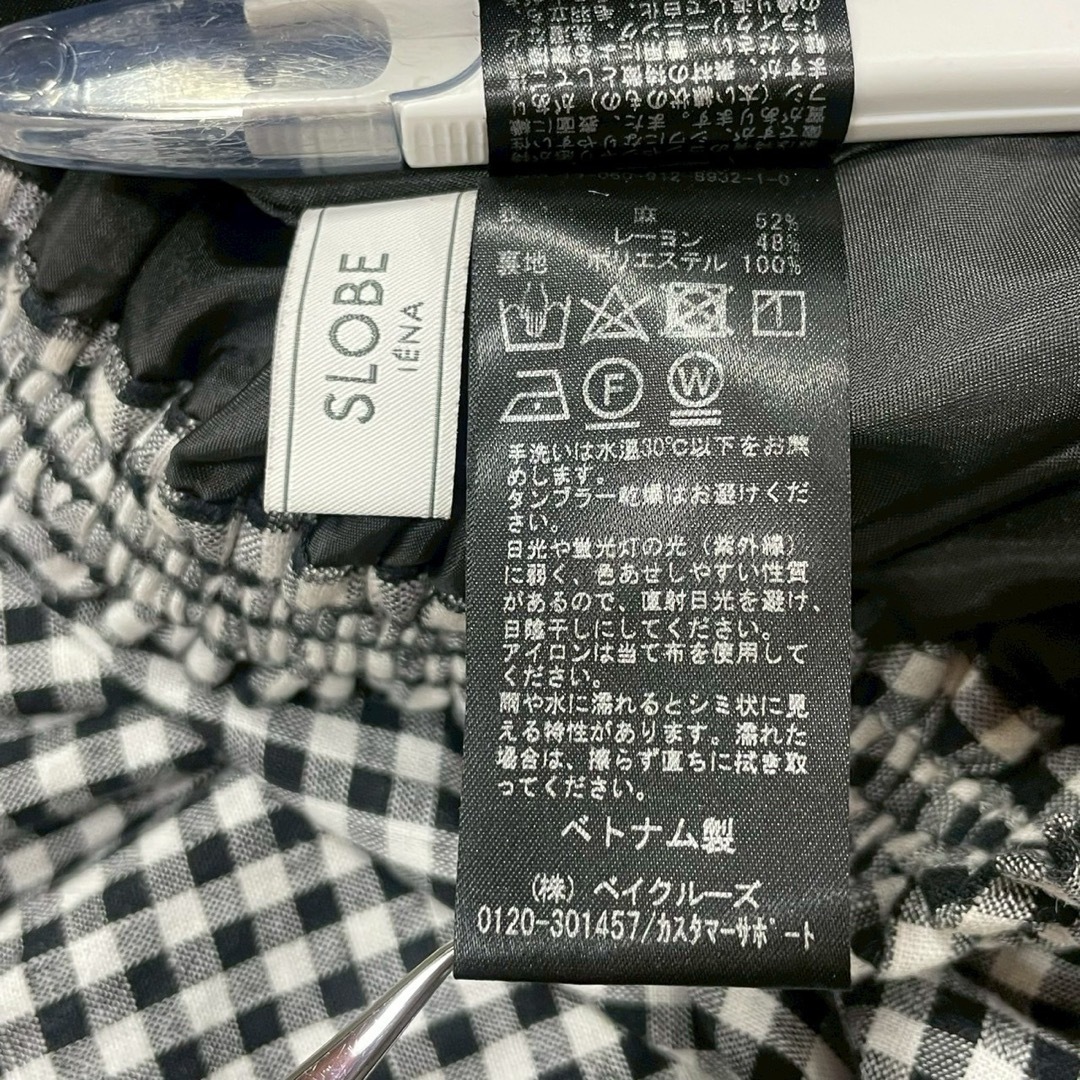 SLOBE
IÉNA
麻 52%
レーヨン 48%
裏地 ポリエステル 100%
F
W
手洗いは水温30℃以下をお奨
めします。
タンブラー乾燥はお避けくだ
さい。
日光や蛍光灯の光（紫外線）
に弱く、色あせしやすい性質
があるので、直射日光を避け、
日陰干しにしてください。
アイロンは当て布を使用して
ください。
雨や水に濡れるとシミ状に見
える特性があります。濡れた
場合は、擦らず直ちに拭き取
ってください。
ベトナム製
（株）ベイクルーズ
0120-301457/カスタマーサポート